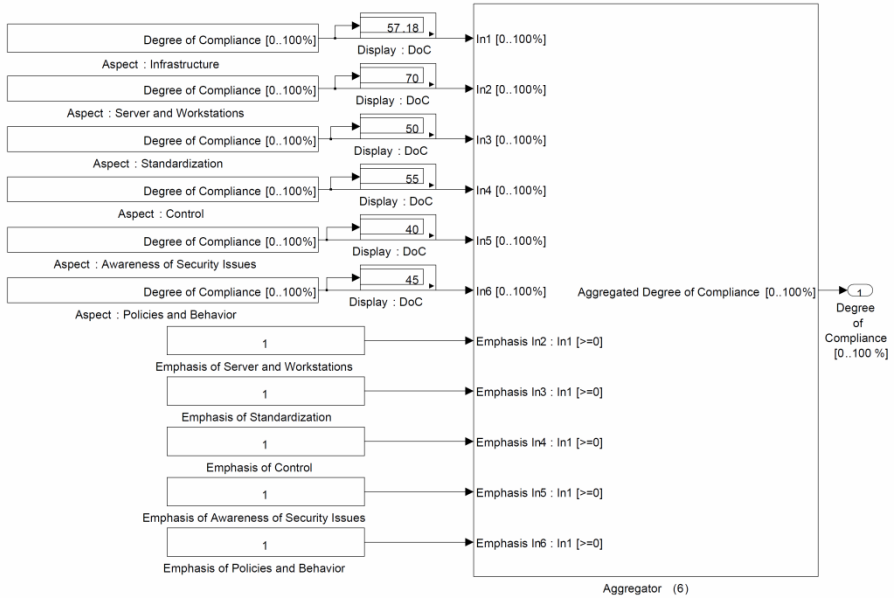 Degree of Compliance [0..100%]
57.18
In1 [0..100%]
Display : DoC
Aspect : Infrastructure
Degree of Compliance [0..100%]
70
In2 [0..100%]
Display : DoC
Aspect : Server and Workstations
Degree of Compliance [0..100%]
50
In3 [0..100%]
Display : DoC
Aspect : Standardization
Degree of Compliance [0..100%]
55
In4 [0..100%]
Display : DoC
Aspect : Control
Degree of Compliance [0..100%]
40
In5 [0..100%]
Display : DoC
Aspect : Awareness of Security Issues
Degree of Compliance [0..100%]
45
In6 [0..100%]
Display : DoC
Aspect : Policies and Behavior
Aggregated Degree of Compliance [0..100%]
1
Degree
of
Compliance
[0..100 %]
1
Emphasis In2 : In1 [>=0]
Emphasis of Server and Workstations
1
Emphasis In3 : In1 [>=0]
Emphasis of Standardization
1
Emphasis In4 : In1 [>=0]
Emphasis of Control
1
Emphasis In5 : In1 [>=0]
Emphasis of Awareness of Security Issues
1
Emphasis In6 : In1 [>=0]
Emphasis of Policies and Behavior
Aggregator (6)